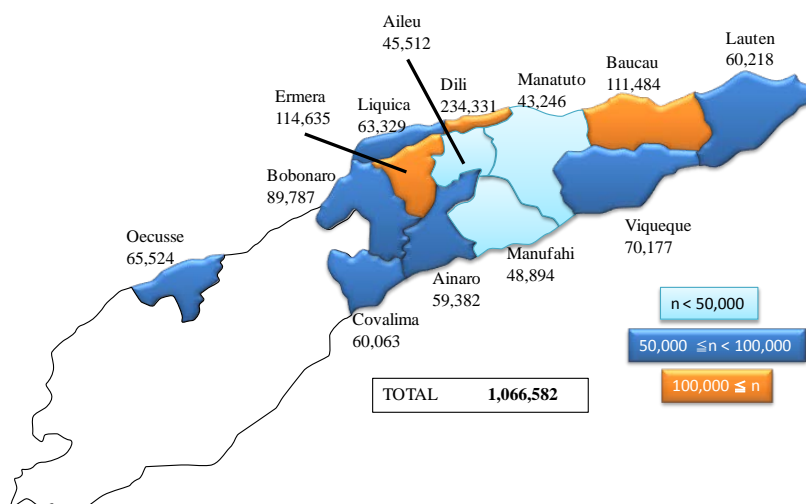 Aileu
45,512
Lauten
60,218
Baucau
111,484
Dili
234,331
Manatuto
43,246
Ermera
114,635
Liquica
63,329
Bobonaro
89,787
Oecusse
65,524
Viqueque
70,177
Manufahi
48,894
Ainaro
59,382
Covalima
60,063
n < 50,000
50,000 ≦n < 100,000
100,000 ≦ n
TOTAL 1,066,582